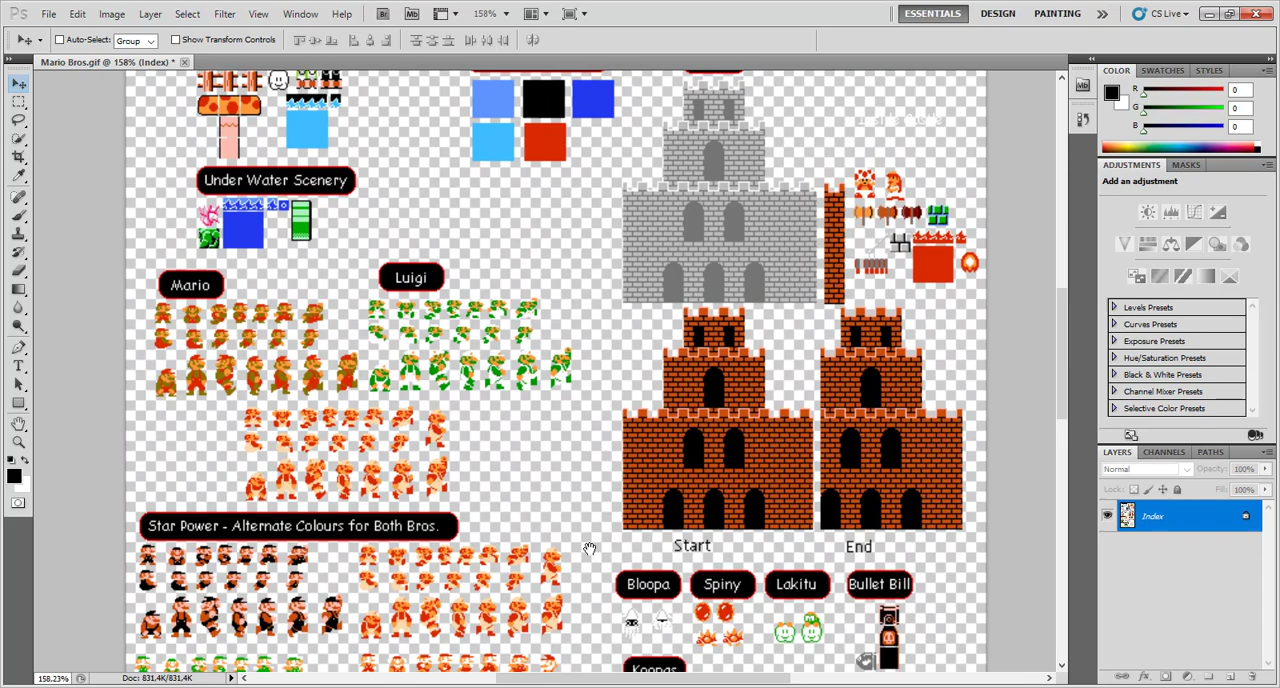 Ps File Edit Image Layer Select Filter View Window Help Br Mb 158% ESSENTIALS DESIGN PAINTING CS Live
Auto-Select: Group Show Transform Controls
Mario Bros.gif @ 158% (Index) *
Under Water Scenery
Mario
Luigi
Star Power - Alternate Colours for Both Bros.
Start
End
Bloopa
Spiny
Lakitu
Bullet Bill
Koopas
158,23%
Doc: 831,4K/831,4K
Mb
COLOR SWATCHES STYLES
R 0
G 0
B 0
ADJUSTMENTS MASKS
Add an adjustment
Levels Presets
Curves Presets
Exposure Presets
Hue/Saturation Presets
Black & White Presets
Channel Mixer Presets
Selective Color Presets
LAYERS CHANNELS PATHS
Normal Opacity: 100%
Lock: Fill: 100%
Index